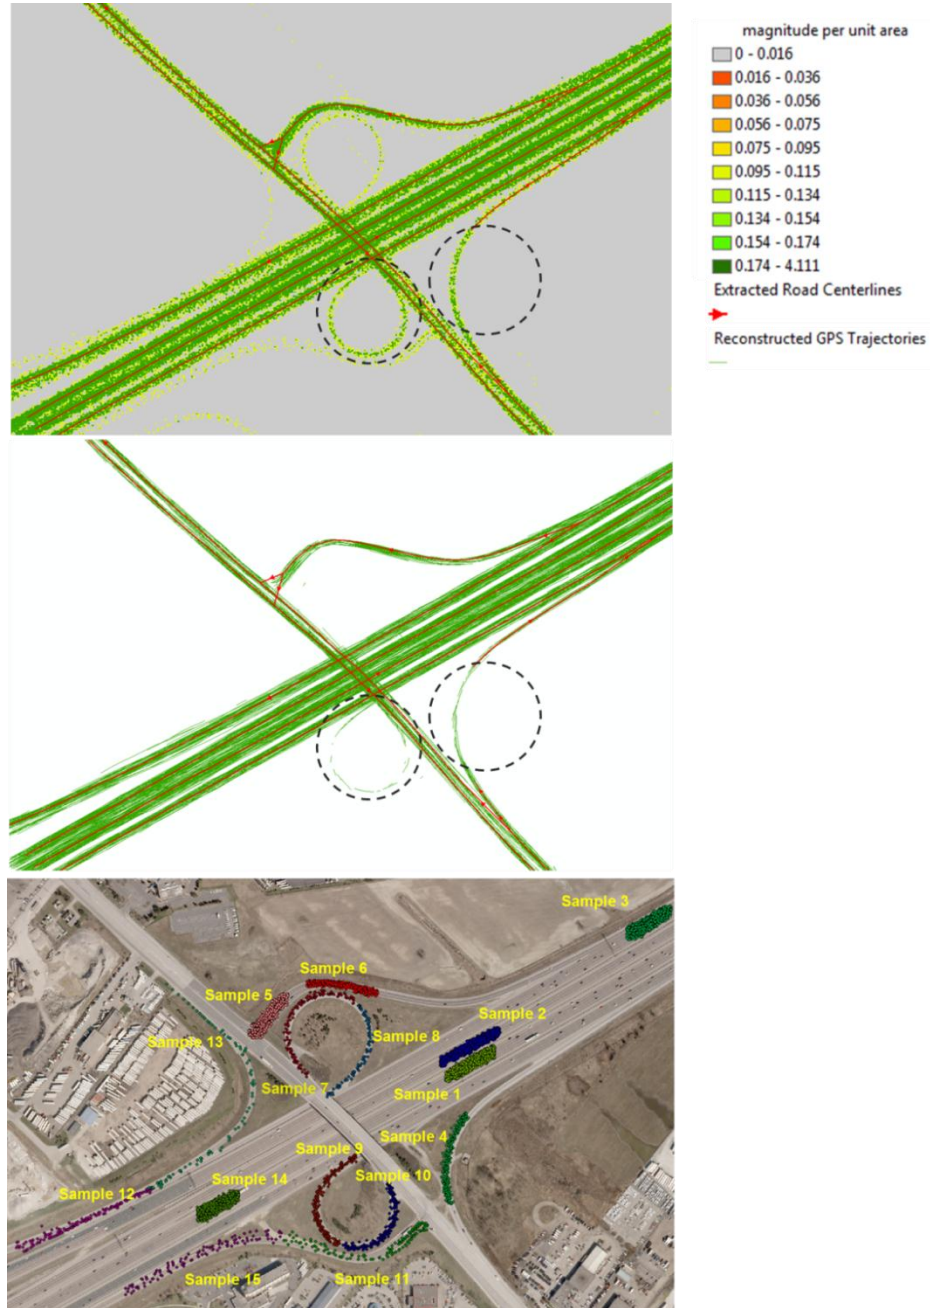 magnitude per unit area
0 - 0.016
0.016 - 0.036
0.036 - 0.056
0.056 - 0.075
0.075 - 0.095
0.095 - 0.115
0.115 - 0.134
0.134 - 0.154
0.154 - 0.174
0.174 - 4.111
Extracted Road Centerlines
Reconstructed GPS Trajectories
Sample 3
Sample 6
Sample 5
Sample 2
Sample 8
Sample 13
Sample 7
Sample 1
Sample 4
Sample 9
Sample 10
Sample 14
Sample 12
Sample 15
Sample 11